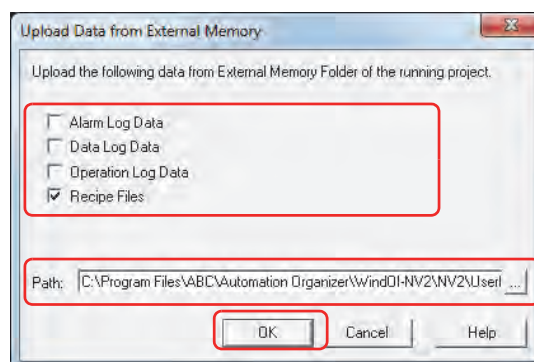 Upload Data from External Memory
Upload the following data from External Memory Folder of the running project.
Alarm Log Data
Data Log Data
Operation Log Data
Recipe Files
Path: C:\Program Files\ABC\Automation Organizer\WindOI-NV2\NV2\Userl ...
OK Cancel Help